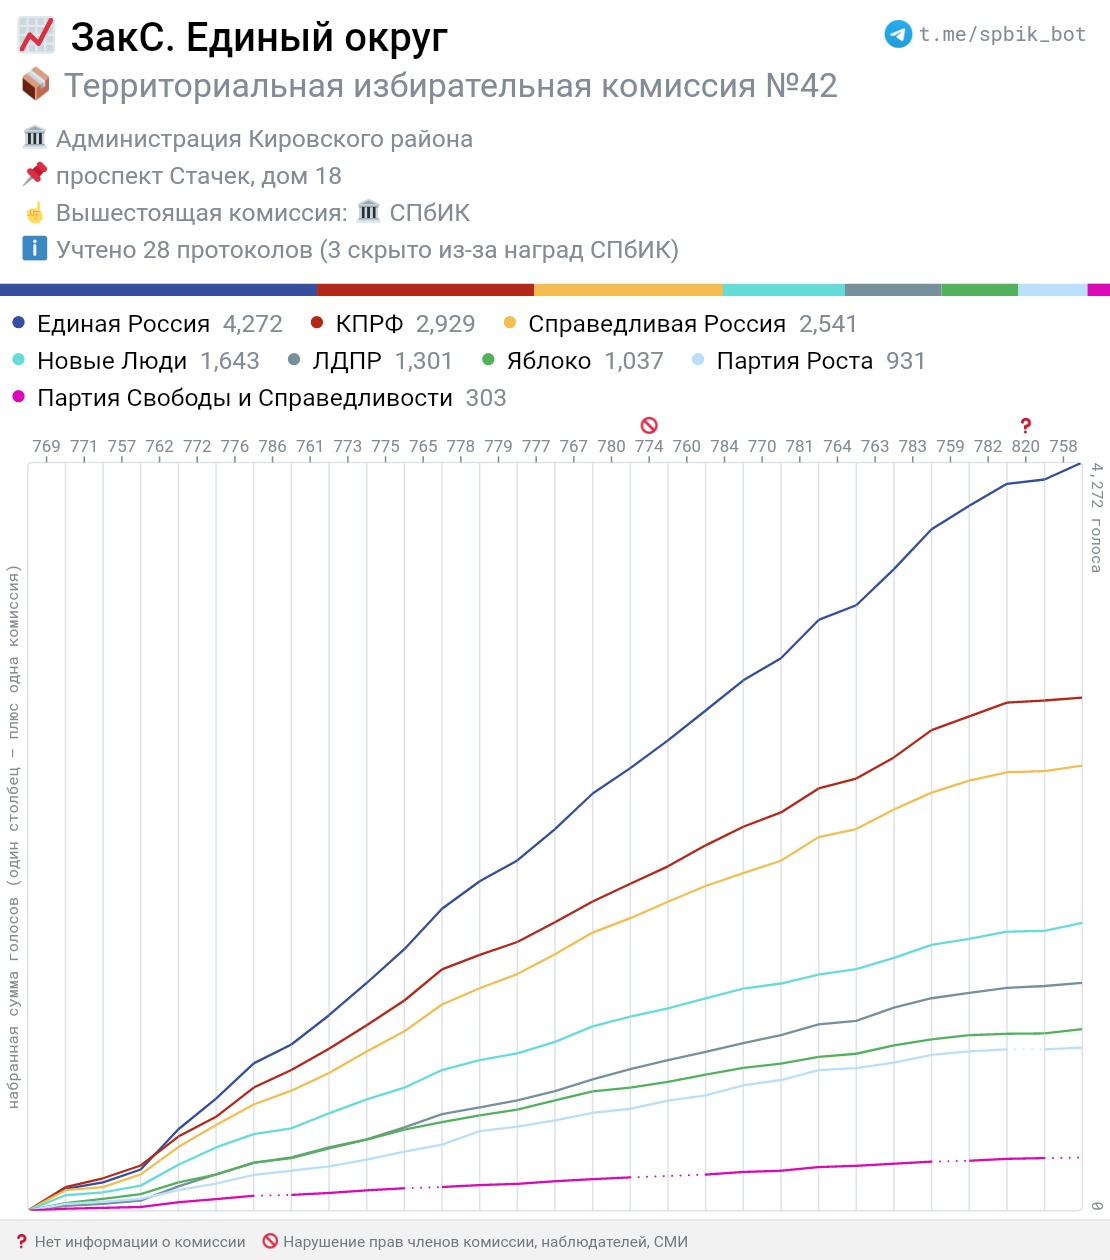 ЗакС. Единый округ
t.me/spbik_bot
Территориальная избирательная комиссия №42
Администрация Кировского района
проспект Стачек, дом 18
Вышестоящая комиссия: СПбИК
Учтено 28 протоколов (3 скрыто из-за наград СПбИК)
Единая Россия 4,272 КПРФ 2,929 Справедливая Россия 2,541
Новые Люди 1,643 ЛДПР 1,301 Яблоко 1,037 Партия Роста 931
Партия Свободы и Справедливости 303
769 771 757 762 772 776 786 761 773 775 765 778 779 777 767 780 774 760 784 770 781 764 763 783 759 782 820 758
4,272 голоса
набранная сумма голосов (один столбец — плюс одна комиссия)
0
Нет информации о комиссии Нарушение прав членов комиссии, наблюдателей, СМИ